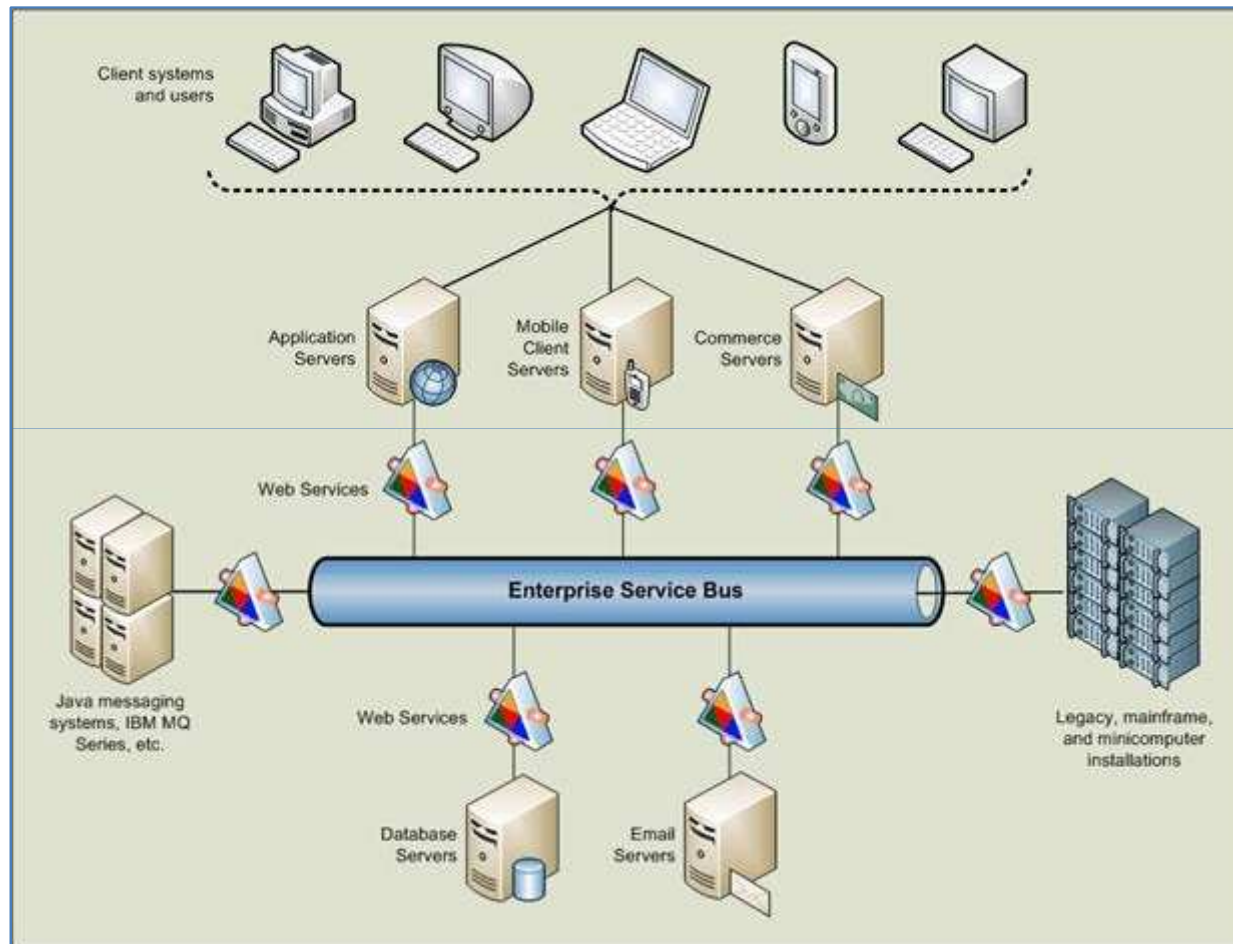 Client systems
and users
Application
Servers
Mobile
Client
Servers
Commerce
Servers
Web Services
Enterprise Service Bus
Java messaging
systems, IBM MQ
Series, etc.
Web Services
Legacy, mainframe,
and minicomputer
installations
Database
Servers
Email
Servers